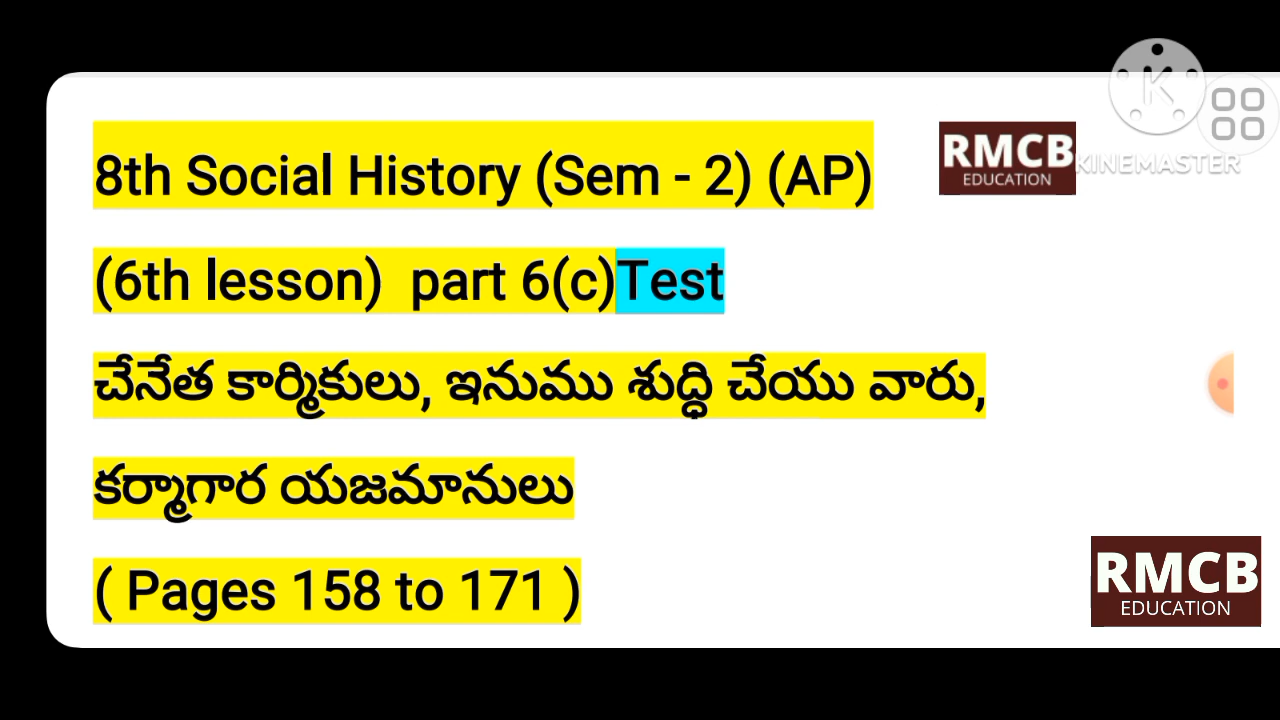 8th Social History (Sem - 2) (AP)
RMCB
EDUCATION
KINEMASTER
(6th lesson) part 6(c)Test
చేనేత కార్మికులు, ఇనుము శుద్ధి చేయు వారు,
కర్మాగార యజమానులు
( Pages 158 to 171 )
RMCB
EDUCATION